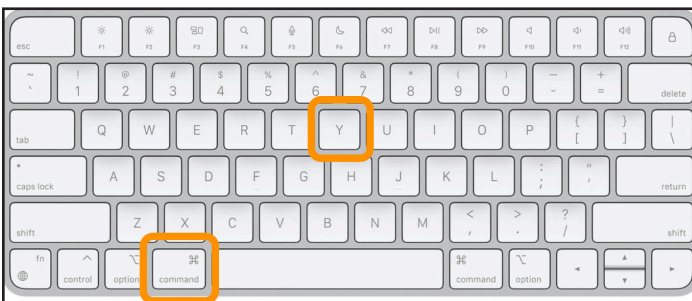 esc F1 F2 F3 F4 F5 F6 F7 F8 F9 F10 F11 F12
~ ! @ # $ % ^ & * ( ) — +
` 1 2 3 4 5 6 7 8 9 0 - = delete
tab Q W E R T Y U I O P { [ } ] | \
caps lock A S D F G H J K L : ; " ' return
shift Z X C V B N M < , > . ? / shift
fn ^ control ⌥ option ⌘ command ⌘ command ⌥ option ◄ ▲ ▼ ►